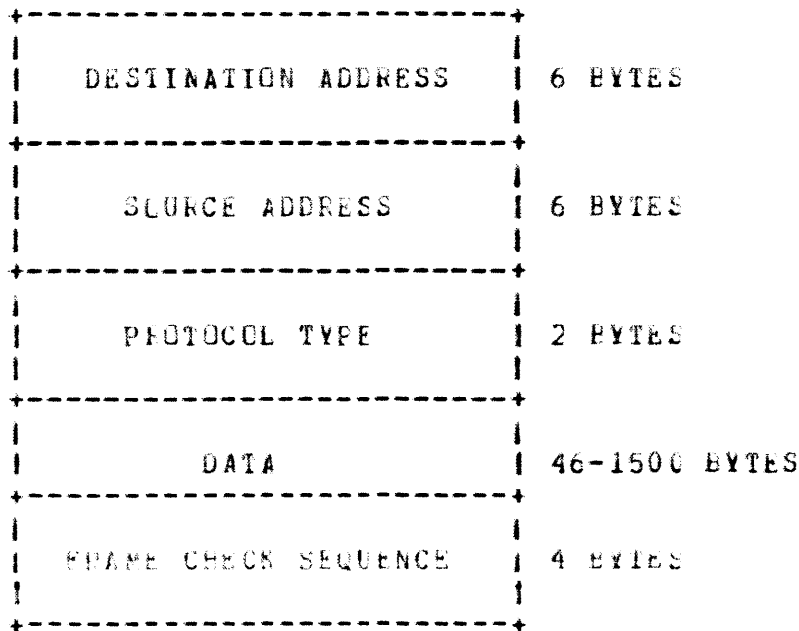 DESTINATION ADDRESS 6 BYTES
SOURCE ADDRESS 6 BYTES
PROTOCOL TYPE 2 BYTES
DATA 46-1500 BYTES
FRAME CHECK SEQUENCE 4 BYTES